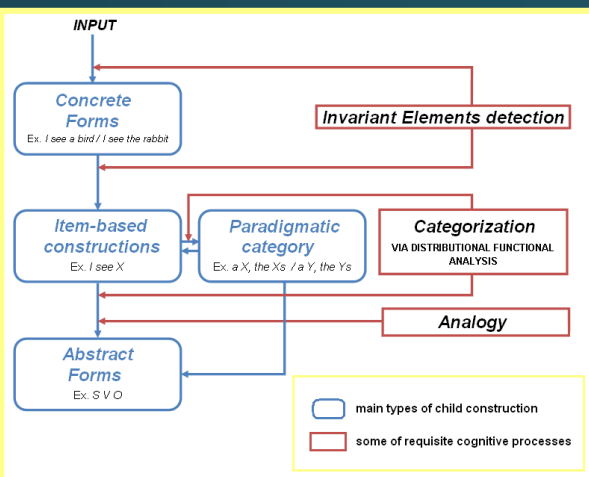 INPUT
Concrete
Forms
Ex. I see a bird / I see the rabbit
Invariant Elements detection
Item-based
constructions
Ex. I see X
Paradigmatic
category
Ex. a X, the Xs / a Y, the Ys
Categorization
VIA DISTRIBUTIONAL FUNCTIONAL
ANALYSIS
Analogy
Abstract
Forms
Ex. S V O
main types of child construction
some of requisite cognitive processes